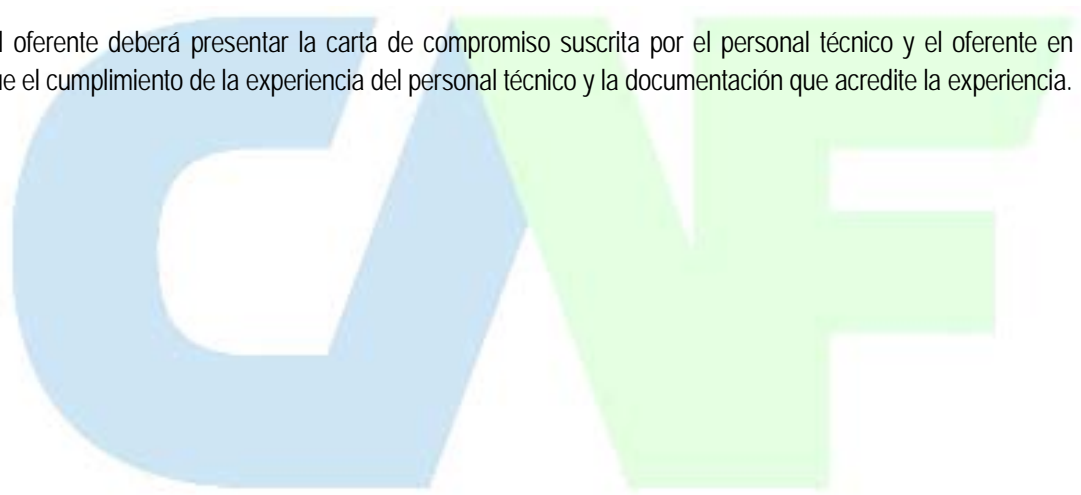 l oferente deberá presentar la carta de compromiso suscrita por el personal técnico y el oferente en
ue el cumplimiento de la experiencia del personal técnico y la documentación que acredite la experiencia.
CAF